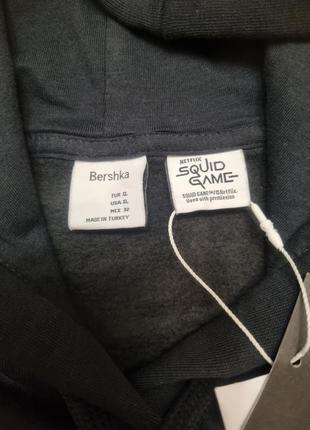 Bershka
EUR XL
USA XL
MEX 32
MADE IN TURKEY
NETFLIX
SQUID
GAME
SQUID GAME™/©Netflix.
Used with permission